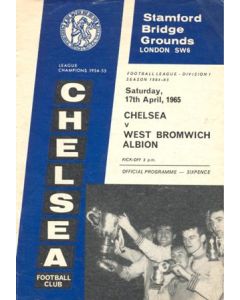 Stamford
Bridge
Grounds
LONDON SW6
LEAGUE
CHAMPIONS 1954-55
FOOTBALL LEAGUE - DIVISION 1
SEASON 1964-65
Saturday,
17th April, 1965
CHELSEA
v
WEST BROMWICH
ALBION
KICK-OFF 3 p.m.
OFFICIAL PROGRAMME — SIXPENCE
CHELSEA
FOOTBALL
CLUB